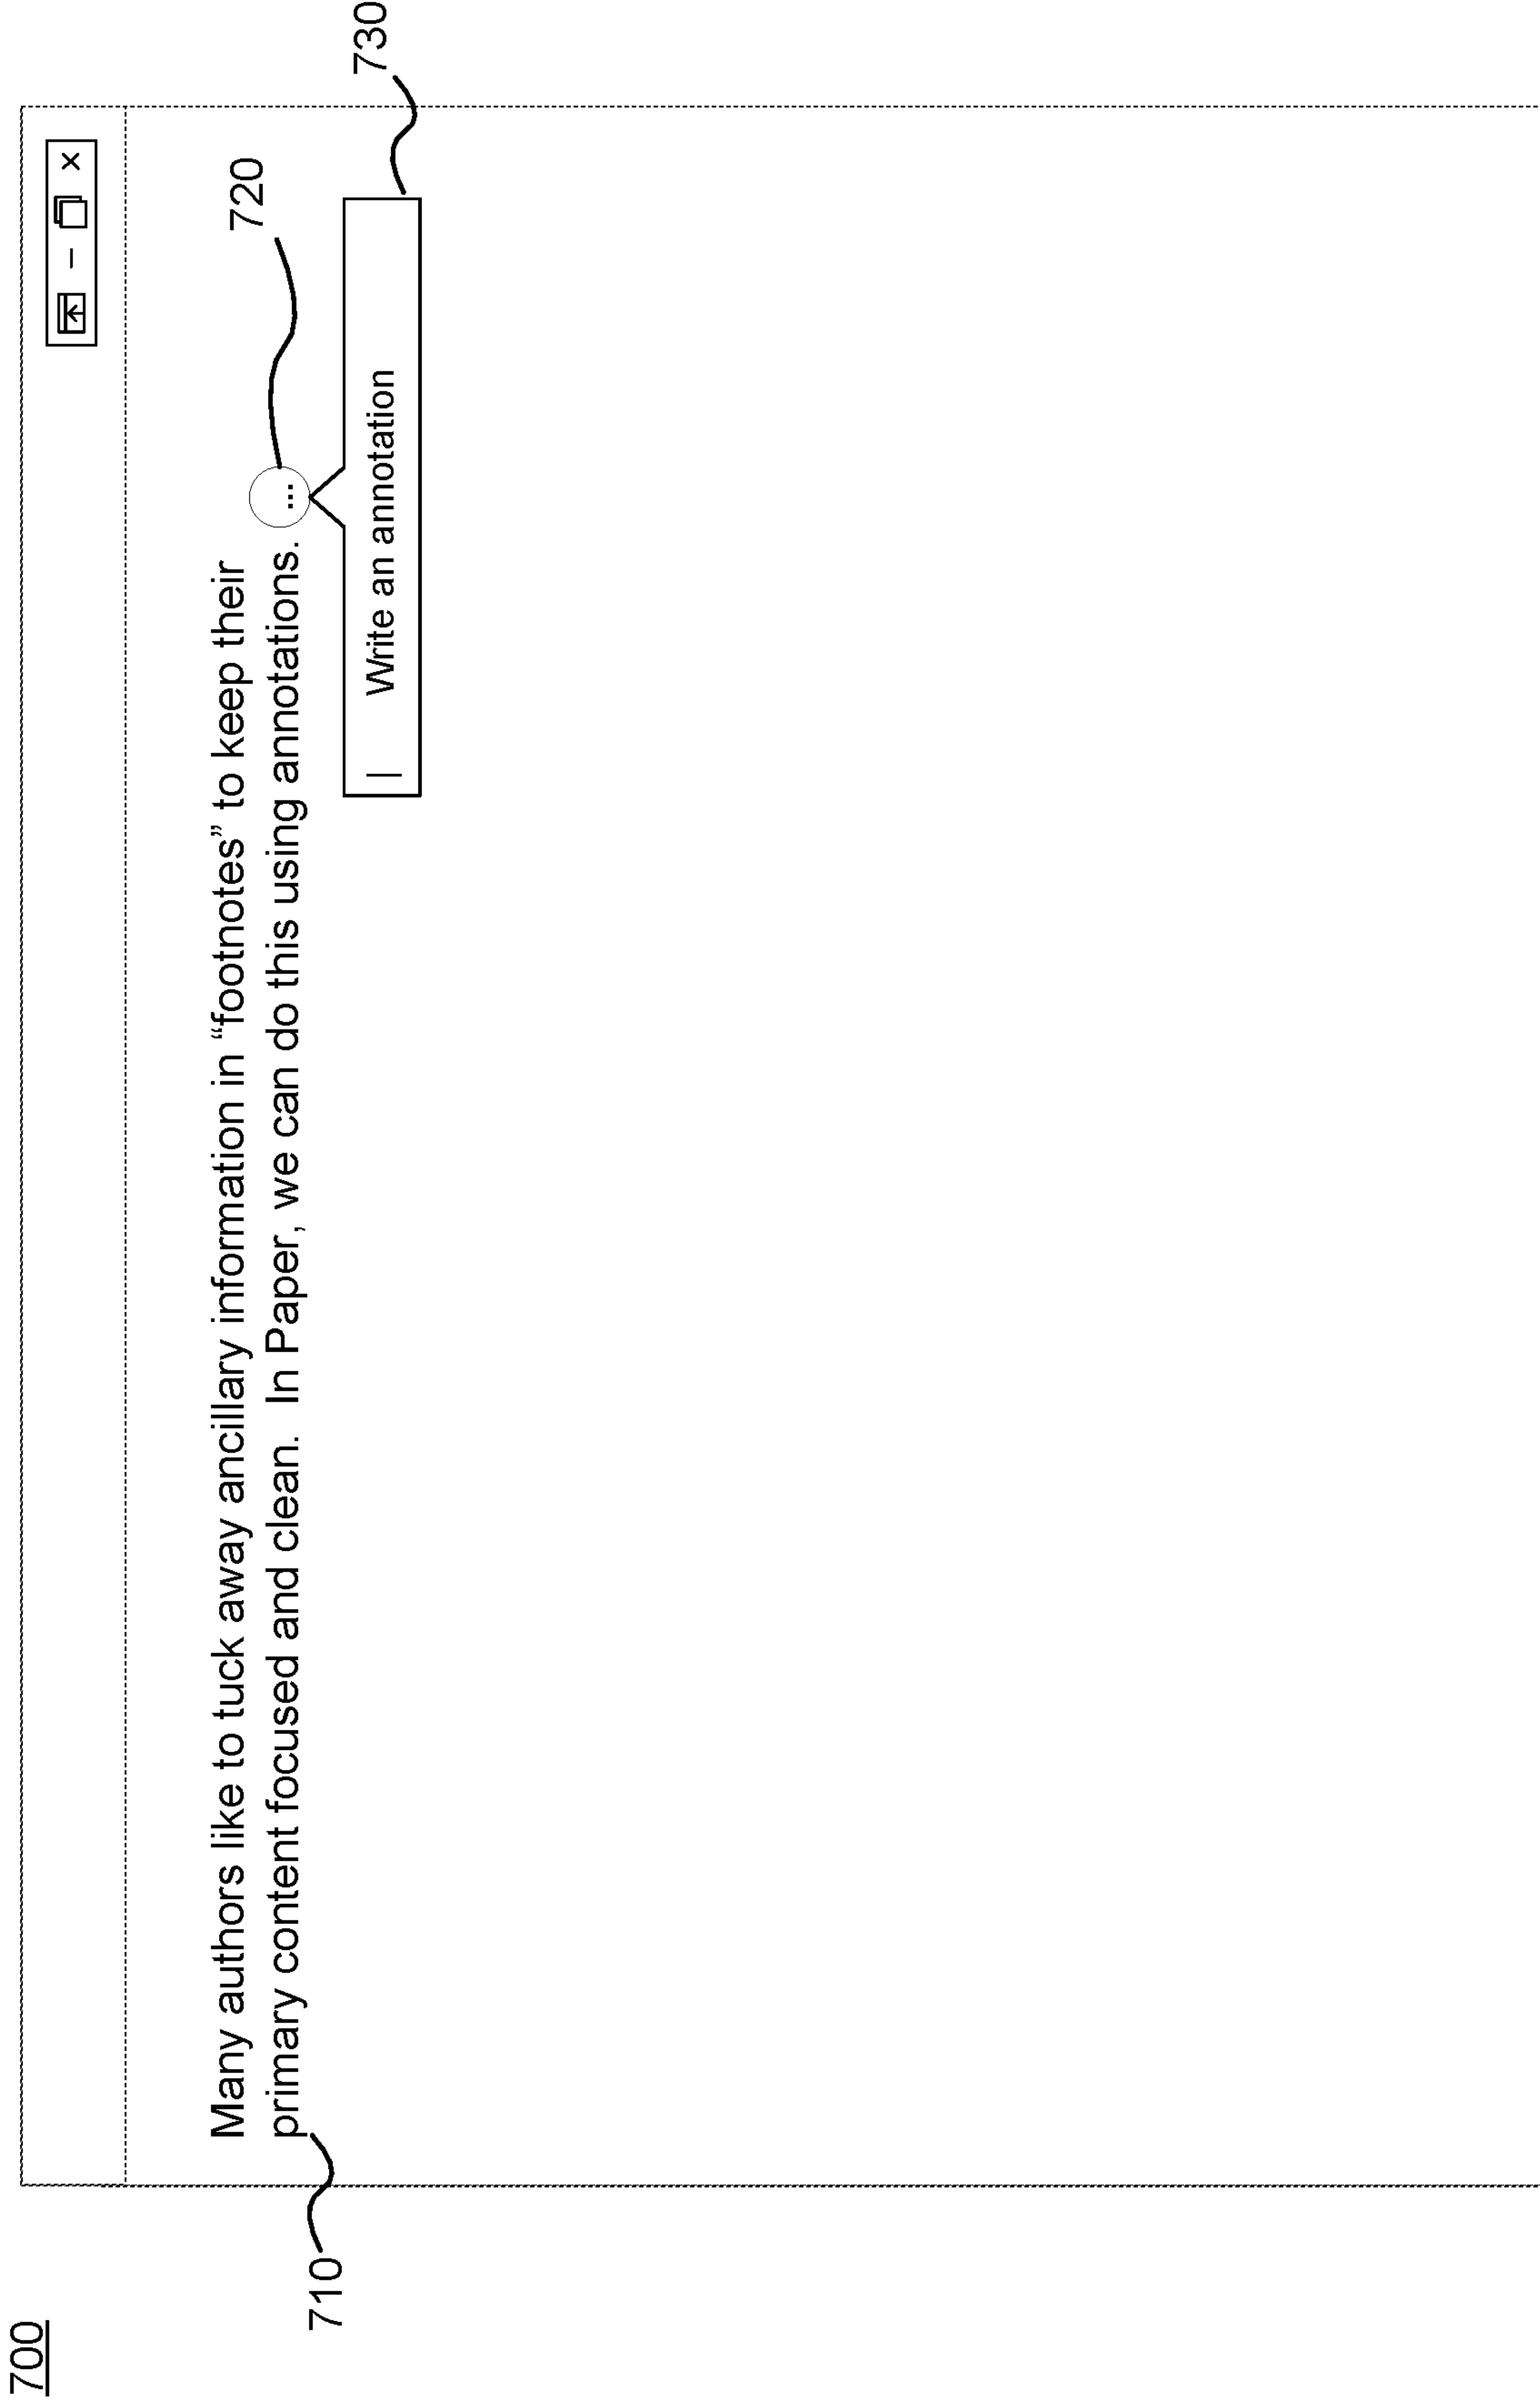 700
Many authors like to tuck away ancillary information in “footnotes” to keep their
primary content focused and clean.  In Paper, we can do this using annotations.
...
Write an annotation
710
720
730